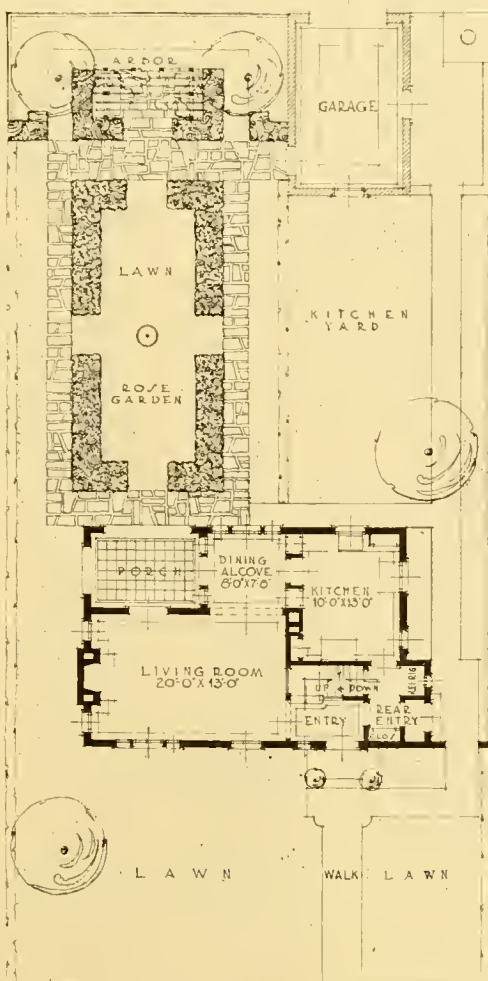 ARBOR
GARAGE
LAWN
KITCHEN
YARD
ROSE
GARDEN
PORCH
DINING
ALCOVE
8'-0"X7'-8"
KITCHEN
10'-0"X13'-0"
LIVING ROOM
20'-0"X13'-0"
UP
DOWN
REFRIG
ENTRY
REAR
ENTRY
CLOS
LAWN
WALK
LAWN